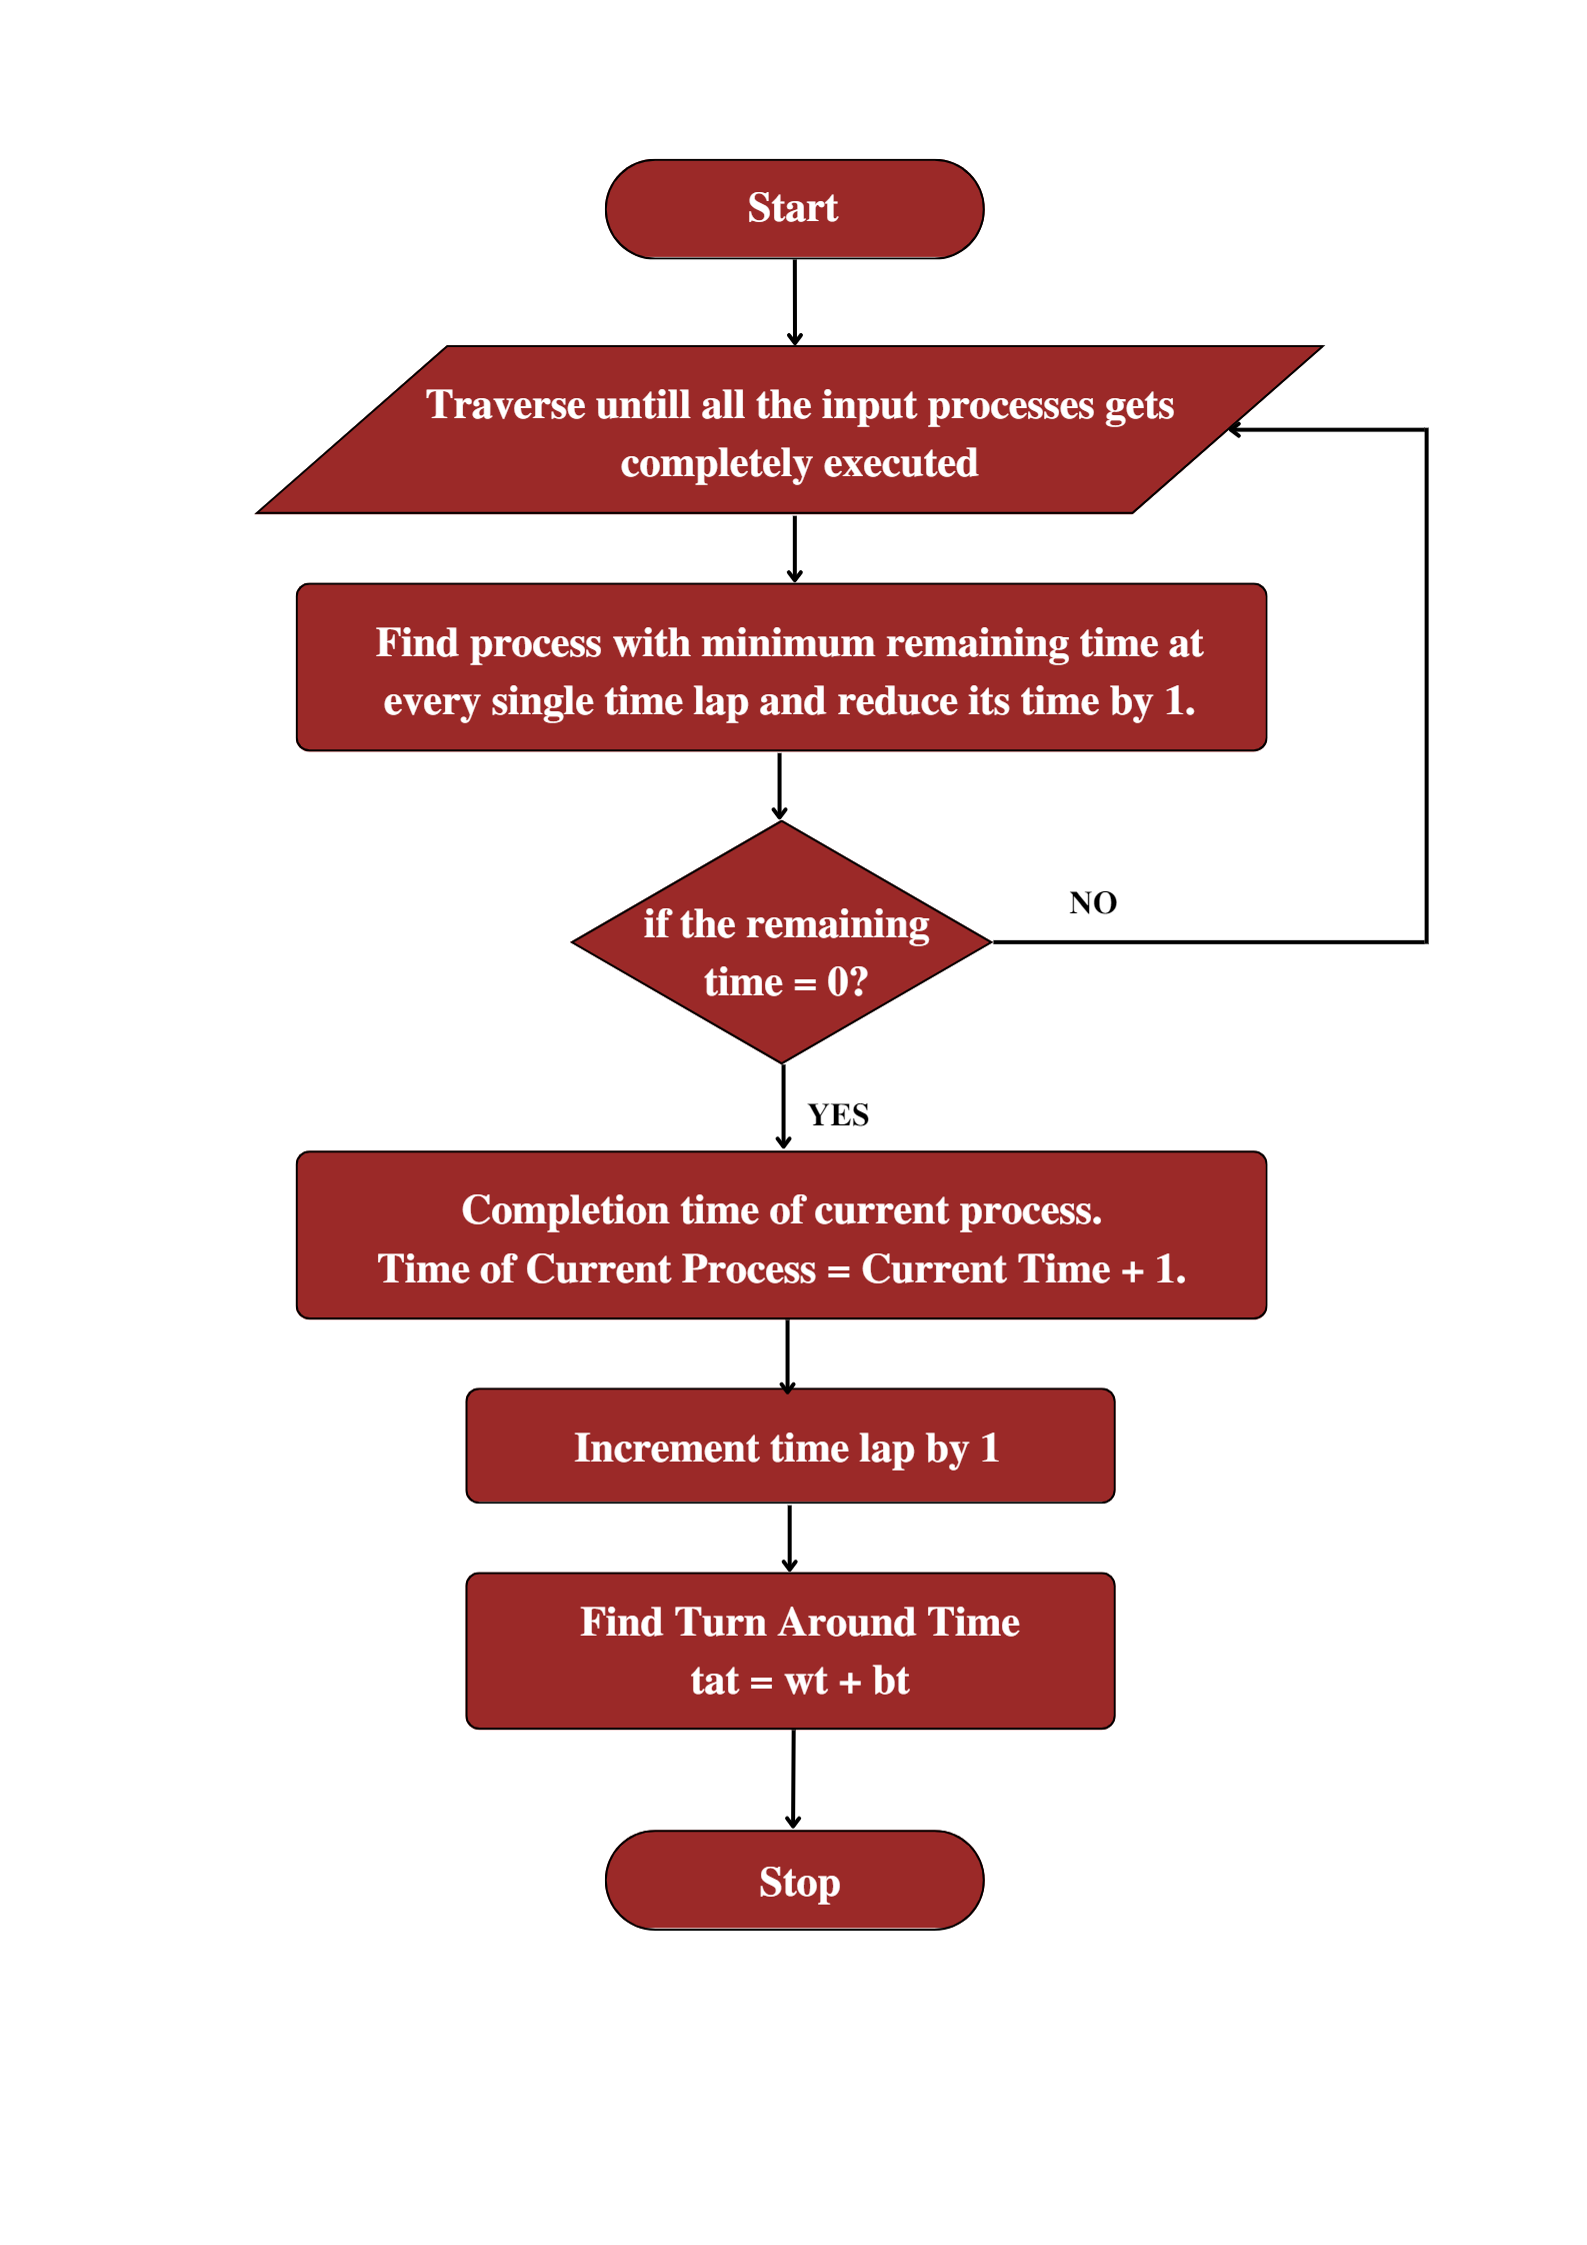 Start
Traverse untill all the input processes gets
completely executed
Find process with minimum remaining time at
every single time lap and reduce its time by 1.
if the remaining
time = 0?
NO
YES
Completion time of current process.
Time of Current Process = Current Time + 1.
Increment time lap by 1
Find Turn Around Time
tat = wt + bt
Stop